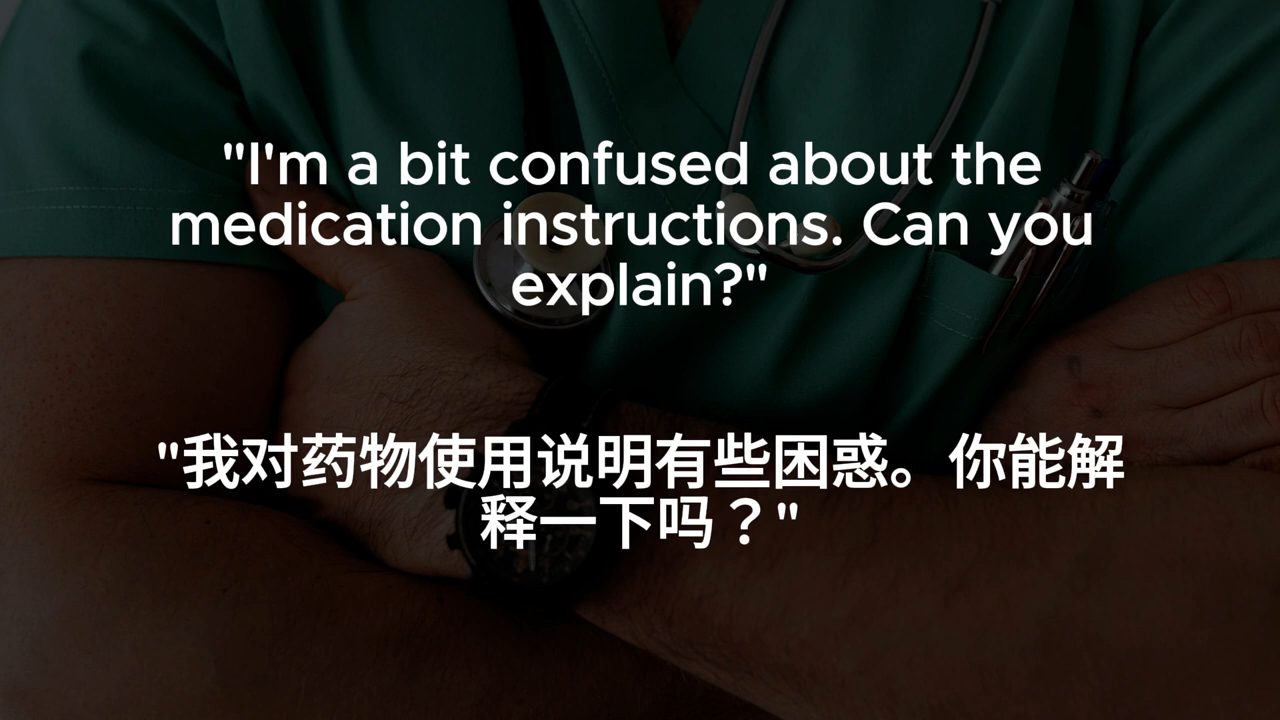 "I'm a bit confused about the
medication instructions. Can you
explain?"
"我对药物使用说明有些困惑。你能解
释一下吗？"